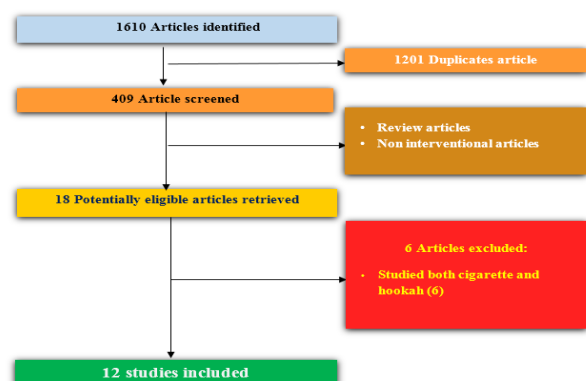 1610 Articles identified
1201 Duplicates article
409 Article screened
• Review articles
• Non interventional articles
18 Potentially eligible articles retrieved
6 Articles excluded:
• Studied both cigarette and
hookah (6)
12 studies included